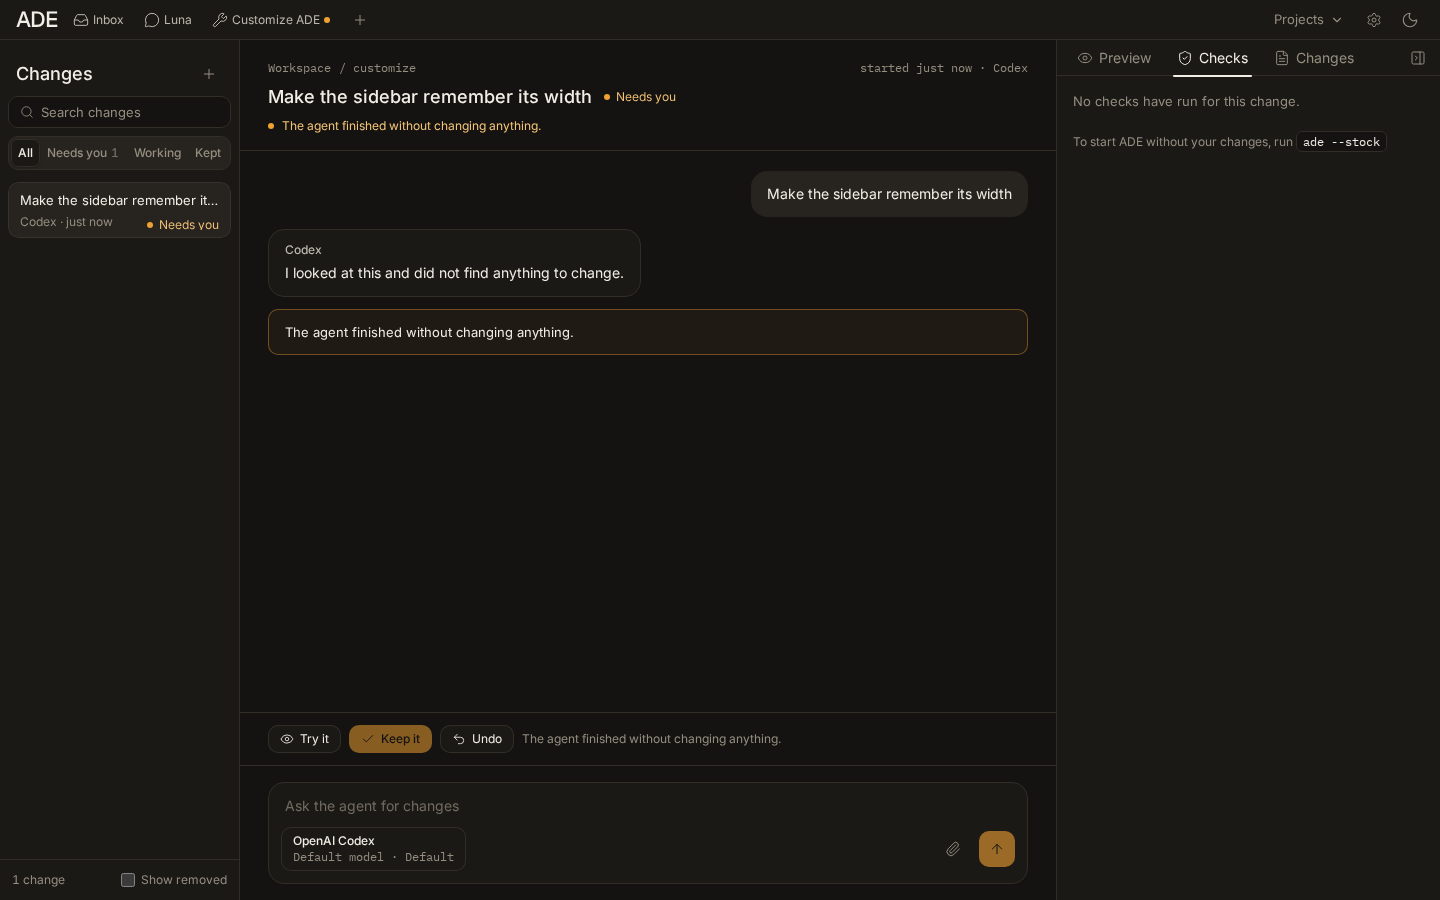 ADE
Inbox
Luna
Customize ADE
Projects
Changes
Search changes
All
Needs you 1
Working
Kept
Make the sidebar remember it...
Codex · just now
Needs you
1 change
Show removed
Workspace / customize
started just now · Codex
Make the sidebar remember its width
Needs you
The agent finished without changing anything.
Make the sidebar remember its width
Codex
I looked at this and did not find anything to change.
The agent finished without changing anything.
Try it
Keep it
Undo
The agent finished without changing anything.
Ask the agent for changes
OpenAI Codex
Default model · Default
Preview
Checks
Changes
No checks have run for this change.
To start ADE without your changes, run ade --stock